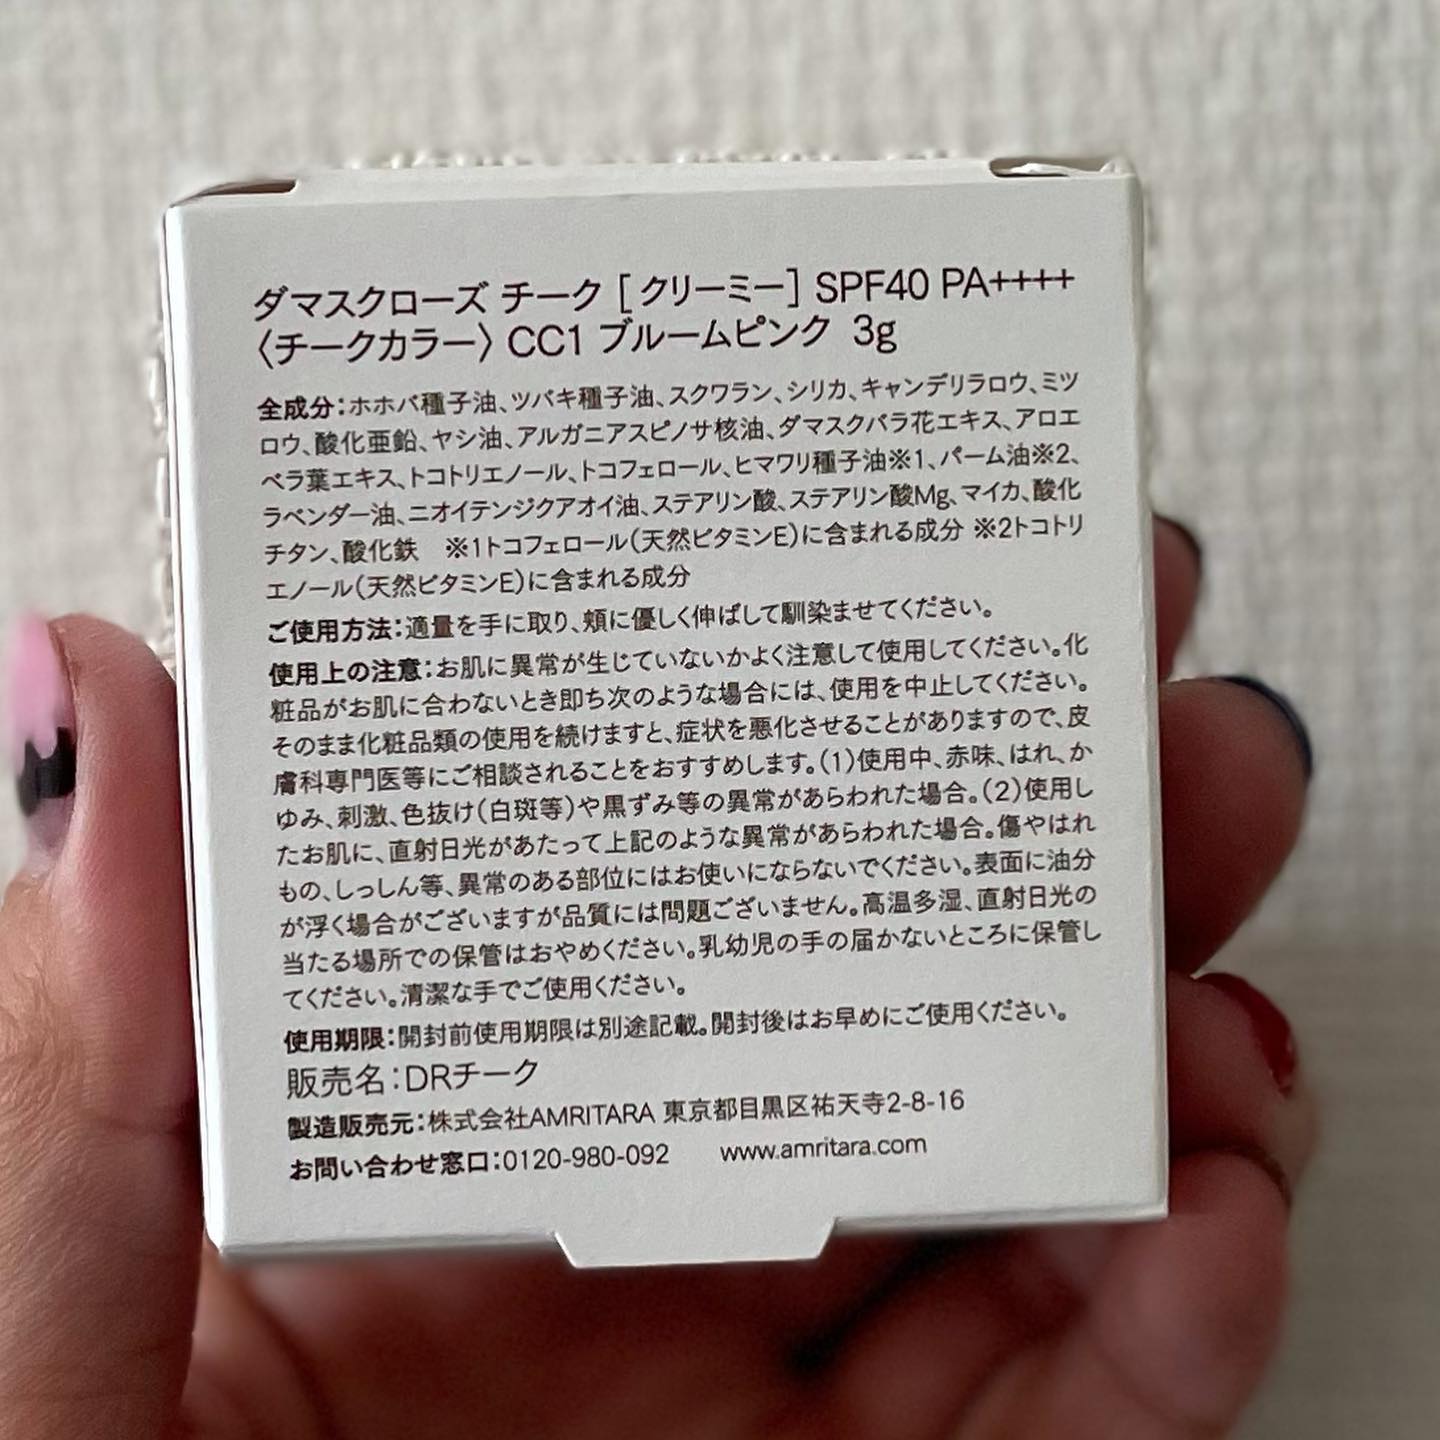 ダマスクローズ チーク [クリーミー] SPF40 PA++++
〈チークカラー〉 CC1 ブルームピンク 3g
全成分：ホホバ種子油、ツバキ種子油、スクワラン、シリカ、キャンデリラロウ、ミツ
ロウ、酸化亜鉛、ヤシ油、アルガニアスピノサ核油、ダマスクバラ花エキス、アロエ
ベラ葉エキス、トコトリエノール、トコフェロール、ヒマワリ種子油※1、パーム油※2、
ラベンダー油、ニオイテンジクアオイ油、ステアリン酸、ステアリン酸Mg、マイカ、酸化
チタン、酸化鉄　※1トコフェロール（天然ビタミンE）に含まれる成分 ※2トコトリ
エノール（天然ビタミンE）に含まれる成分
ご使用方法：適量を手に取り、頬に優しく伸ばして馴染ませてください。
使用上の注意：お肌に異常が生じていないかよく注意して使用してください。化
粧品がお肌に合わないとき即ち次のような場合には、使用を中止してください。
そのまま化粧品類の使用を続けますと、症状を悪化させることがありますので、皮
膚科専門医等にご相談されることをおすすめします。（1）使用中、赤味、はれ、か
ゆみ、刺激、色抜け（白斑等）や黒ずみ等の異常があらわれた場合。（2）使用し
たお肌に、直射日光があたって上記のような異常があらわれた場合。傷やはれ
もの、しっしん等、異常のある部位にはお使いにならないでください。表面に油分
が浮く場合がございますが品質には問題ございません。高温多湿、直射日光の
当たる場所での保管はおやめください。乳幼児の手の届かないところに保管し
てください。清潔な手でご使用ください。
使用期限：開封前使用期限は別途記載。開封後はお早めにご使用ください。
販売名：DRチーク
製造販売元：株式会社AMRITARA 東京都目黒区祐天寺2-8-16
お問い合わせ窓口：0120-980-092　www.amritara.com